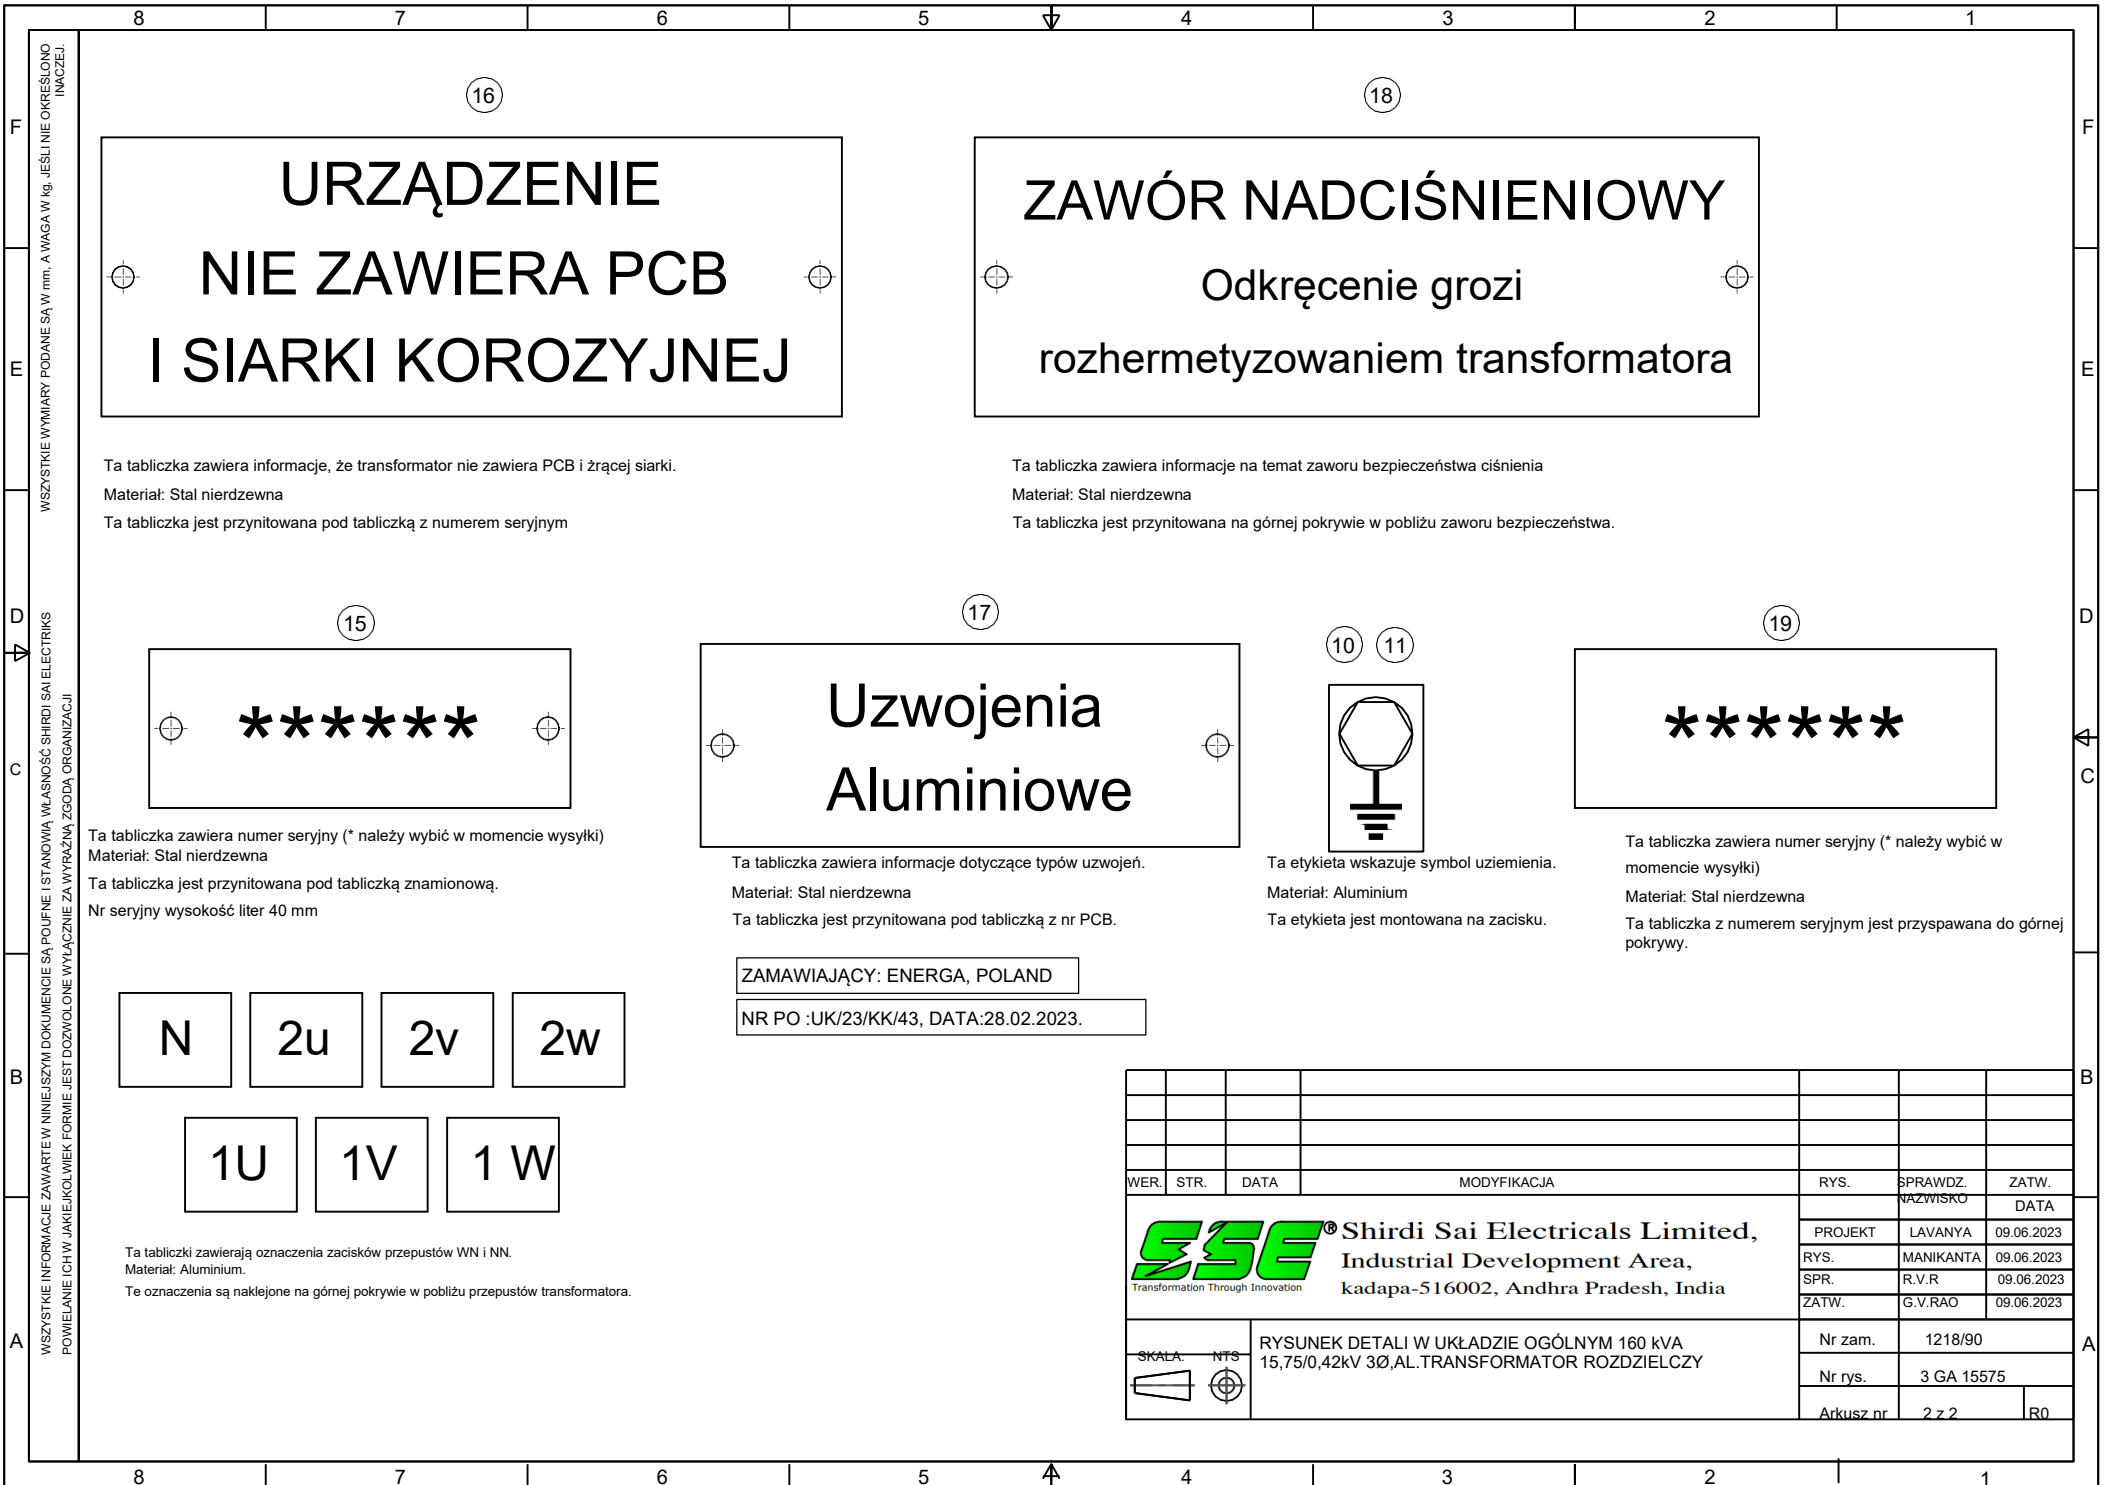 8 7 6 5 4 3 2 1
F
E
D
C
B
A
WSZYSTKIE WYMIARY PODANE SĄ W mm, A WAGA W kg, JEŚLI NIE OKREŚLONO
INACZEJ.
WSZYSTKIE INFORMACJE ZAWARTE W NINIEJSZYM DOKUMENCIE SĄ POUFNE I STANOWIĄ WŁASNOŚĆ SHIRDI SAI ELECTRIKS
POWIELANIE ICH W JAKIEJKOLWIEK FORMIE JEST DOZWOLONE WYŁĄCZNIE ZA WYRAŹNĄ ZGODĄ ORGANIZACJI
16
URZĄDZENIE
NIE ZAWIERA PCB
I SIARKI KOROZYJNEJ
Ta tabliczka zawiera informacje, że transformator nie zawiera PCB i żrącej siarki.
Materiał: Stal nierdzewna
Ta tabliczka jest przynitowana pod tabliczką z numerem seryjnym
18
ZAWÓR NADCIŚNIENIOWY
Odkręcenie grozi
rozhermetyzowaniem transformatora
Ta tabliczka zawiera informacje na temat zaworu bezpieczeństwa ciśnienia
Materiał: Stal nierdzewna
Ta tabliczka jest przynitowana na górnej pokrywie w pobliżu zaworu bezpieczeństwa.
15
******
Ta tabliczka zawiera numer seryjny (* należy wybić w momencie wysyłki)
Materiał: Stal nierdzewna
Ta tabliczka jest przynitowana pod tabliczką znamionową.
Nr seryjny wysokość liter 40 mm
17
Uzwojenia
Aluminiowe
Ta tabliczka zawiera informacje dotyczące typów uzwojeń.
Materiał: Stal nierdzewna
Ta tabliczka jest przynitowana pod tabliczką z nr PCB.
10 11
Ta etykieta wskazuje symbol uziemienia.
Materiał: Aluminium
Ta etykieta jest montowana na zacisku.
19
******
Ta tabliczka zawiera numer seryjny (* należy wybić w
momencie wysyłki)
Materiał: Stal nierdzewna
Ta tabliczka z numerem seryjnym jest przyspawana do górnej
pokrywy.
ZAMAWIAJĄCY: ENERGA, POLAND
NR PO :UK/23/KK/43, DATA:28.02.2023.
N 2u 2v 2w
1U 1V 1 W
Ta tabliczki zawierają oznaczenia zacisków przepustów WN i NN.
Materiał: Aluminium.
Te oznaczenia są naklejone na górnej pokrywie w pobliżu przepustów transformatora.
WER. STR. DATA MODYFIKACJA RYS. SPRAWDZ. ZATW.
NAZWISKO DATA
SSE® Shirdi Sai Electricals Limited,
Industrial Development Area,
kadapa-516002, Andhra Pradesh, India
Transformation Through Innovation
PROJEKT LAVANYA 09.06.2023
RYS. MANIKANTA 09.06.2023
SPR. R.V.R 09.06.2023
ZATW. G.V.RAO 09.06.2023
SKALA: NTS
RYSUNEK DETALI W UKŁADZIE OGÓLNYM 160 kVA
15,75/0,42kV 3Ø,AL.TRANSFORMATOR ROZDZIELCZY
Nr zam. 1218/90
Nr rys. 3 GA 15575
Arkusz nr 2 z 2 R0
F
E
D
C
B
A
8 7 6 5 4 3 2 1